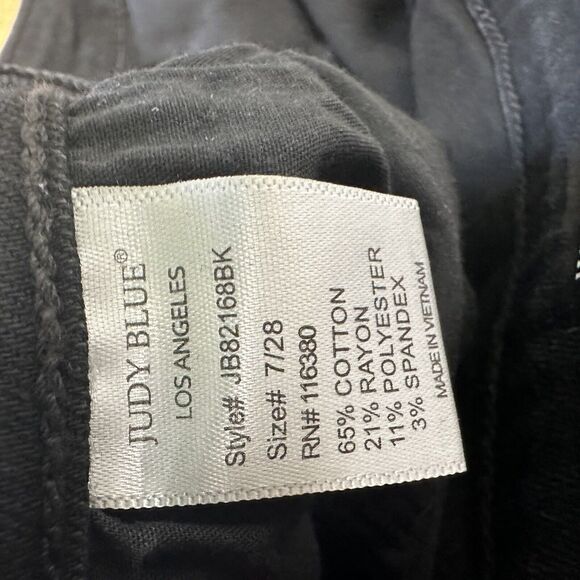 JUDY BLUE®
LOS ANGELES
Style# JB82168BK
Size# 7/28
RN# 116380
65% COTTON
21% RAYON
11% POLYESTER
3% SPANDEX
MADE IN VIETNAM